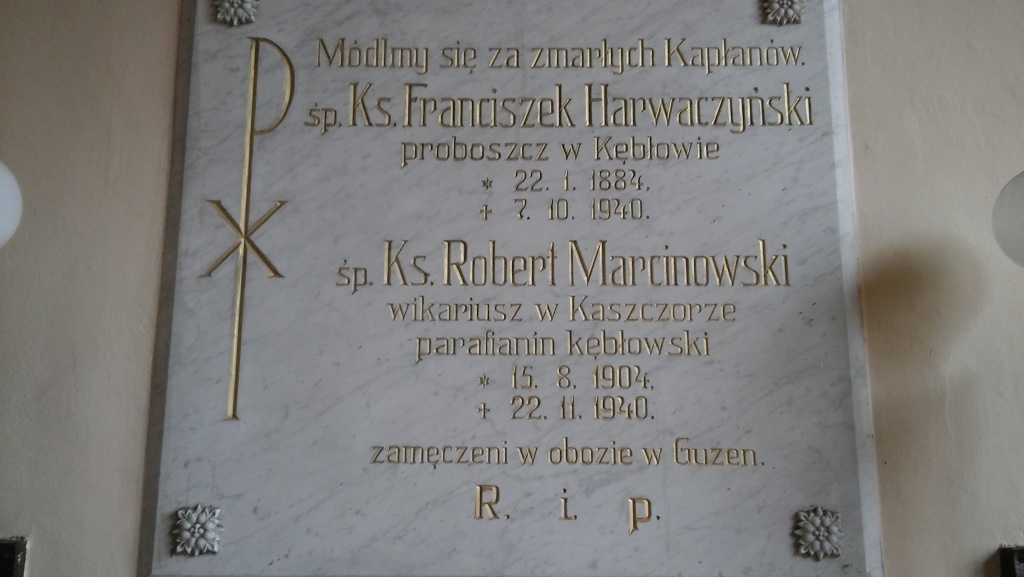 Módlmy się za zmarłych Kapłanów.
śp. Ks. Franciszek Harwaczyński
proboszcz w Kębłowie
* 22. 1. 1884.
+ 7. 10. 1940.
śp. Ks. Robert Marcinowski
wikariusz w Kaszczorze
parafianin kębłowski
* 15. 8. 1904.
+ 22. 11. 1940.
zamęczeni w obozie w Guzen.
R. i. p.